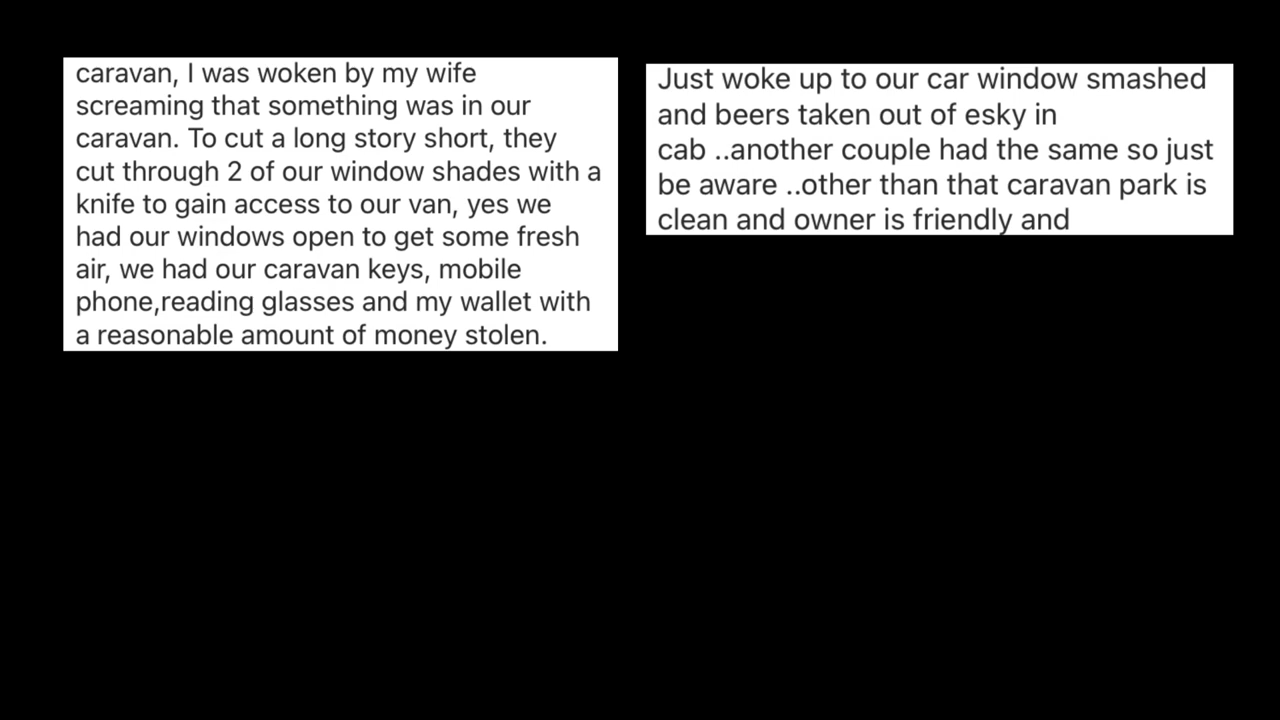 caravan, I was woken by my wife
screaming that something was in our
caravan. To cut a long story short, they
cut through 2 of our window shades with a
knife to gain access to our van, yes we
had our windows open to get some fresh
air, we had our caravan keys, mobile
phone,reading glasses and my wallet with
a reasonable amount of money stolen.
Just woke up to our car window smashed
and beers taken out of esky in
cab ..another couple had the same so just
be aware ..other than that caravan park is
clean and owner is friendly and